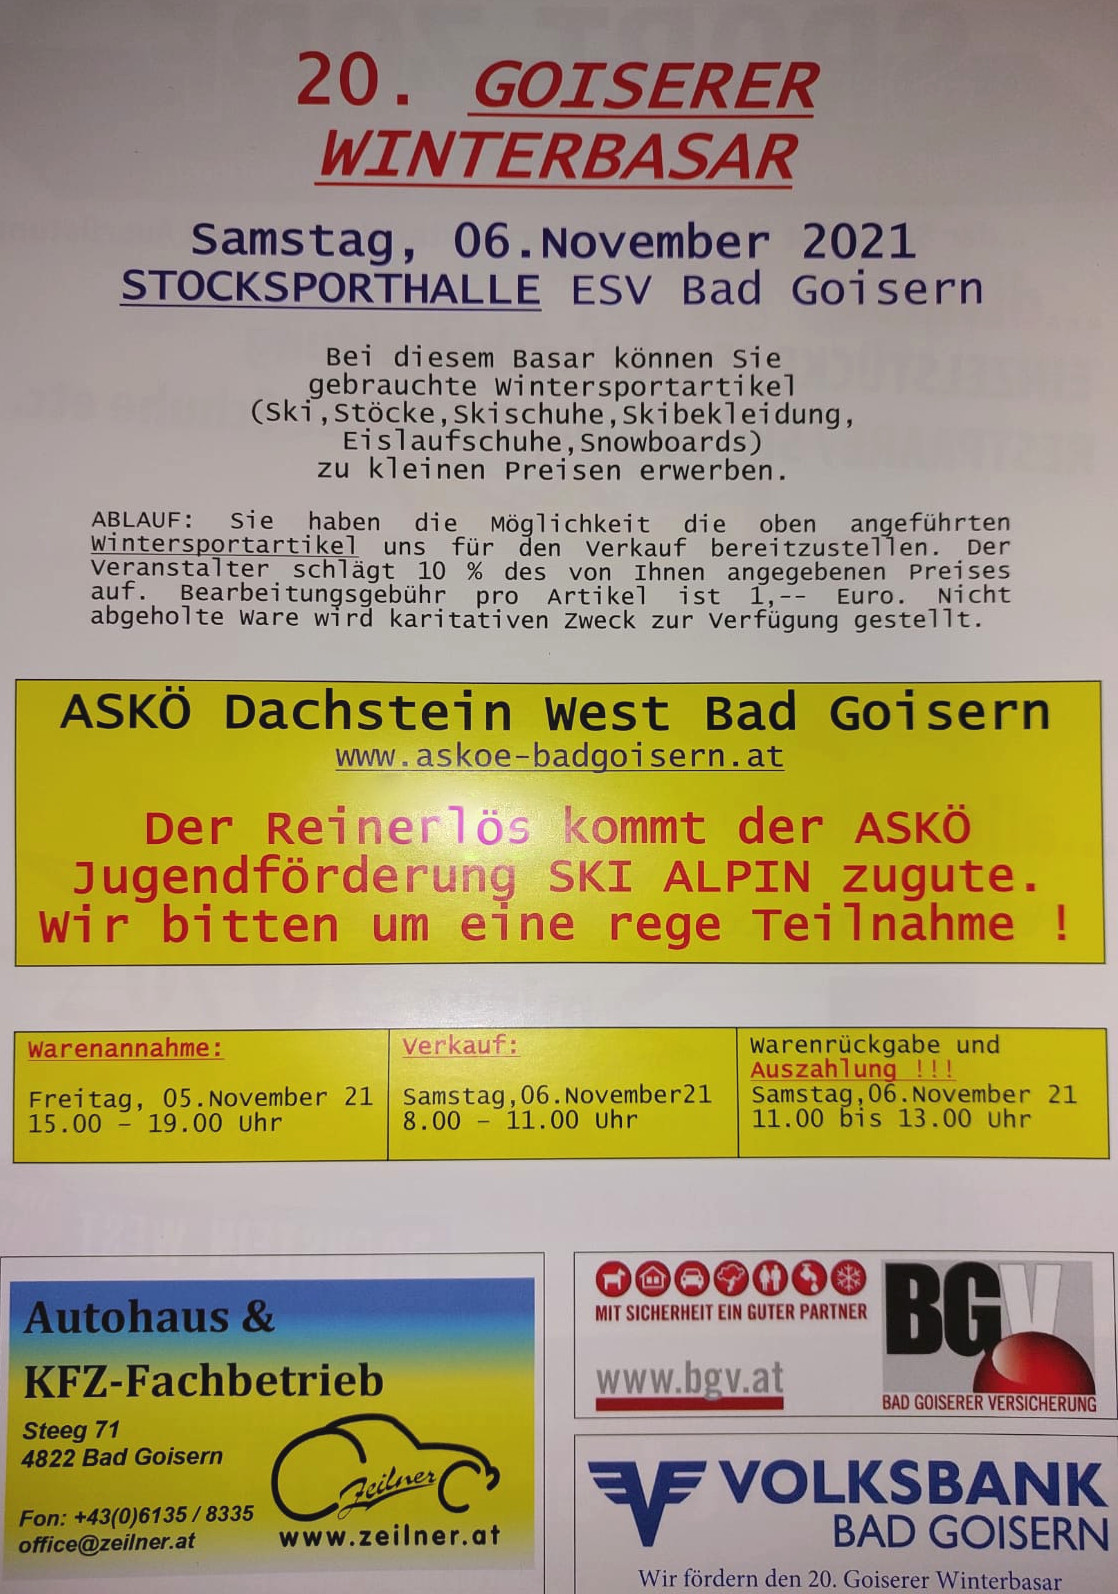 20. GOISERER
WINTERBASAR
Samstag, 06.November 2021
STOCKSPORTHALLE ESV Bad Goisern
Bei diesem Basar können Sie
gebrauchte Wintersportartikel
(Ski,Stöcke,Skischuhe,Skibekleidung,
Eislaufschuhe,Snowboards)
zu kleinen Preisen erwerben.
ABLAUF: Sie haben die Möglichkeit die oben angeführten
Wintersportartikel uns für den Verkauf bereitzustellen. Der
Veranstalter schlägt 10 % des von Ihnen angegebenen Preises
auf. Bearbeitungsgebühr pro Artikel ist 1,-- Euro. Nicht
abgeholte Ware wird karitativen Zweck zur Verfügung gestellt.
ASKÖ Dachstein West Bad Goisern
www.askoe-badgoisern.at
Der Reinerlös kommt der ASKÖ
Jugendförderung SKI ALPIN zugute.
Wir bitten um eine rege Teilnahme !
Warenannahme:
Freitag, 05.November 21
15.00 – 19.00 Uhr
Verkauf:
Samstag,06.November21
8.00 – 11.00 Uhr
Warenrückgabe und
Auszahlung !!!
Samstag,06.November 21
11.00 bis 13.00 Uhr
Autohaus &
KFZ-Fachbetrieb
Steeg 71
4822 Bad Goisern
Fon: +43(0)6135 / 8335
office@zeilner.at
Zeilner
www.zeilner.at
MIT SICHERHEIT EIN GUTER PARTNER
www.bgv.at
BGV
BAD GOISERER VERSICHERUNG
VOLKSBANK
BAD GOISERN
Wir fördern den 20. Goiserer Winterbasar